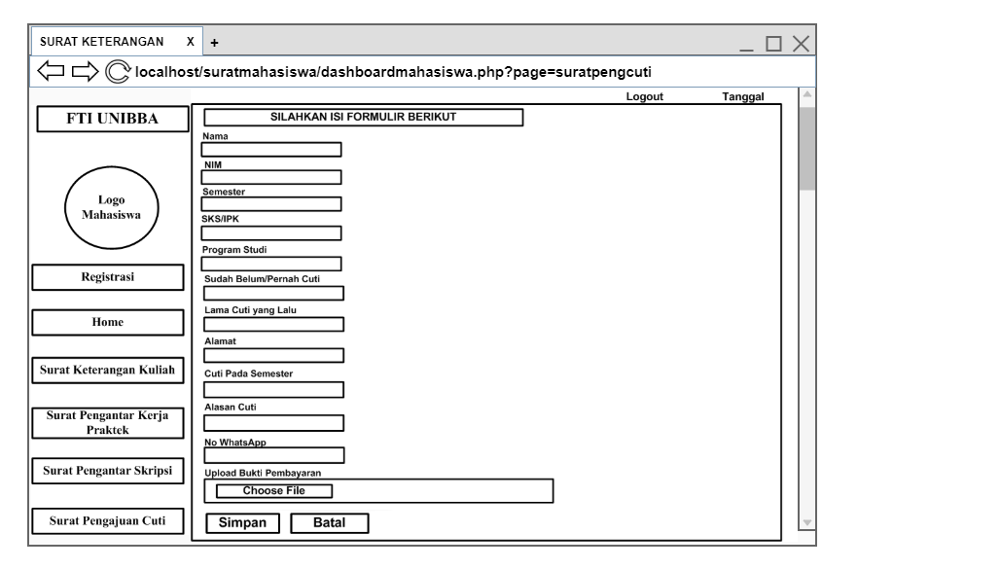 SURAT KETERANGAN X +
localhost/suratmahasiswa/dashboardmahasiswa.php?page=suratpengcuti
Logout Tanggal
FTI UNIBBA
Logo
Mahasiswa
Registrasi
Home
Surat Keterangan Kuliah
Surat Pengantar Kerja
Praktek
Surat Pengantar Skripsi
Surat Pengajuan Cuti
SILAHKAN ISI FORMULIR BERIKUT
Nama
NIM
Semester
SKS/IPK
Program Studi
Sudah Belum/Pernah Cuti
Lama Cuti yang Lalu
Alamat
Cuti Pada Semester
Alasan Cuti
No WhatsApp
Upload Bukti Pembayaran
Choose File
Simpan Batal